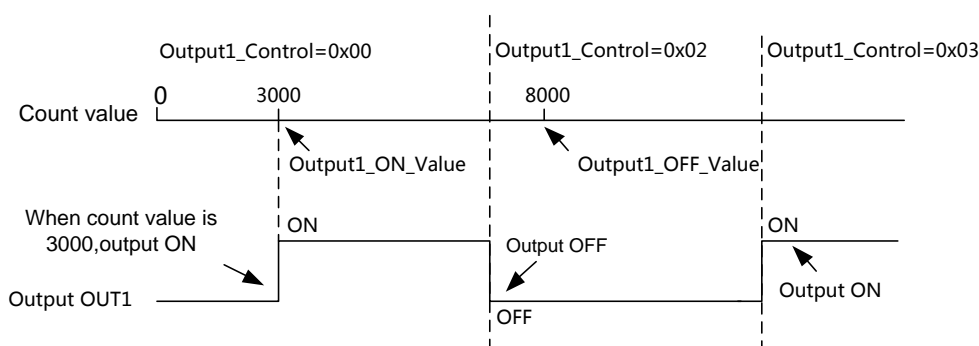 Output1_Control=0x00
Output1_Control=0x02
Output1_Control=0x03
0
3000
8000
Count value
Output1_ON_Value
Output1_OFF_Value
When count value is
3000,output ON
ON
Output OFF
ON
Output ON
Output OUT1
OFF